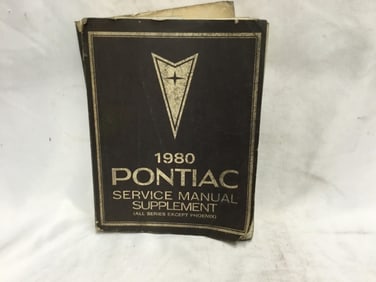 1980
PONTIAC
SERVICE MANUAL
SUPPLEMENT
(ALL SERIES EXCEPT PHOENIX)